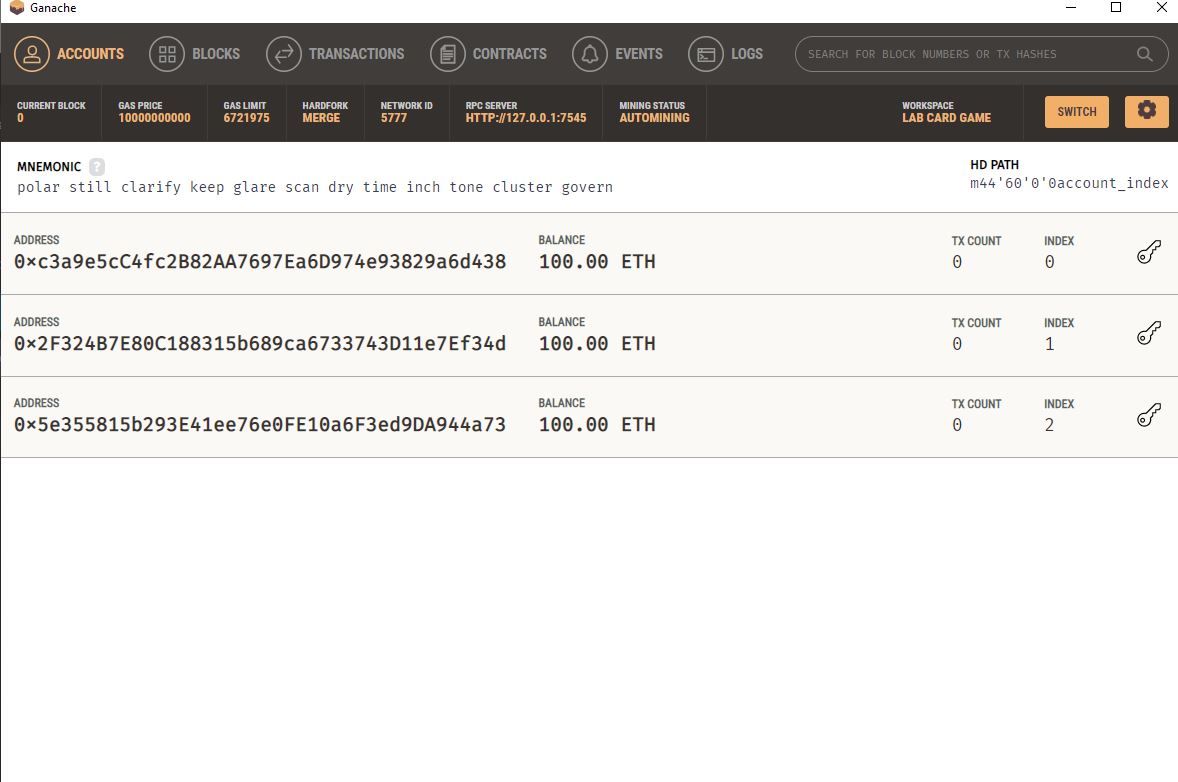 Ganache
ACCOUNTS BLOCKS TRANSACTIONS CONTRACTS EVENTS LOGS SEARCH FOR BLOCK NUMBERS OR TX HASHES
CURRENT BLOCK GAS PRICE GAS LIMIT HARDFORK NETWORK ID RPC SERVER MINING STATUS WORKSPACE
0 10000000000 6721975 MERGE 5777 HTTP://127.0.0.1:7545 AUTOMINING LAB CARD GAME SWITCH
MNEMONIC ? HD PATH
polar still clarify keep glare scan dry time inch tone cluster govern m44'60'0'0account_index
ADDRESS BALANCE TX COUNT INDEX
0xc3a9e5cC4fc2B82AA7697Ea6D974e93829a6d438 100.00 ETH 0 0
ADDRESS BALANCE TX COUNT INDEX
0x2F324B7E80C188315b689ca6733743D11e7Ef34d 100.00 ETH 0 1
ADDRESS BALANCE TX COUNT INDEX
0x5e355815b293E41ee76e0FE10a6F3ed9DA944a73 100.00 ETH 0 2